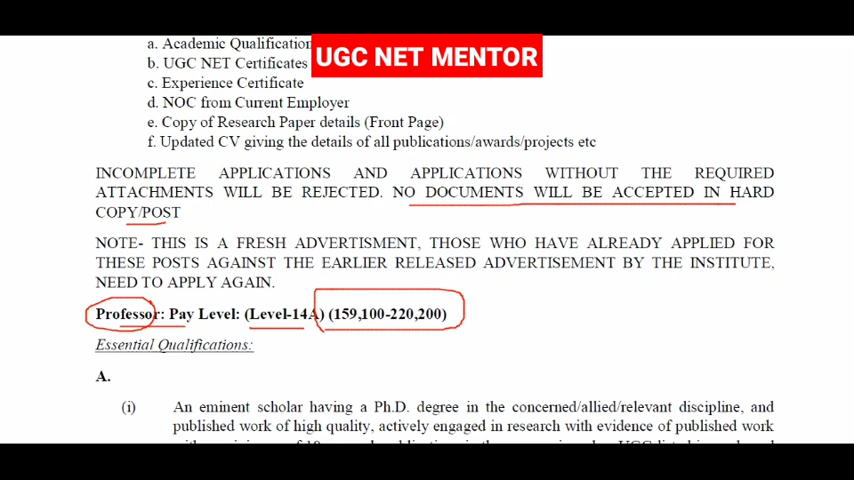 a. Academic Qualification
UGC NET MENTOR
b. UGC NET Certificates
c. Experience Certificate
d. NOC from Current Employer
e. Copy of Research Paper details (Front Page)
f. Updated CV giving the details of all publications/awards/projects etc
INCOMPLETE APPLICATIONS AND APPLICATIONS WITHOUT THE REQUIRED
ATTACHMENTS WILL BE REJECTED. NO DOCUMENTS WILL BE ACCEPTED IN HARD
COPY/POST
NOTE- THIS IS A FRESH ADVERTISMENT, THOSE WHO HAVE ALREADY APPLIED FOR
THESE POSTS AGAINST THE EARLIER RELEASED ADVERTISEMENT BY THE INSTITUTE,
NEED TO APPLY AGAIN.
Professor: Pay Level: (Level-14A) (159,100-220,200)
Essential Qualifications:
A.
(i) An eminent scholar having a Ph.D. degree in the concerned/allied/relevant discipline, and
published work of high quality, actively engaged in research with evidence of published work